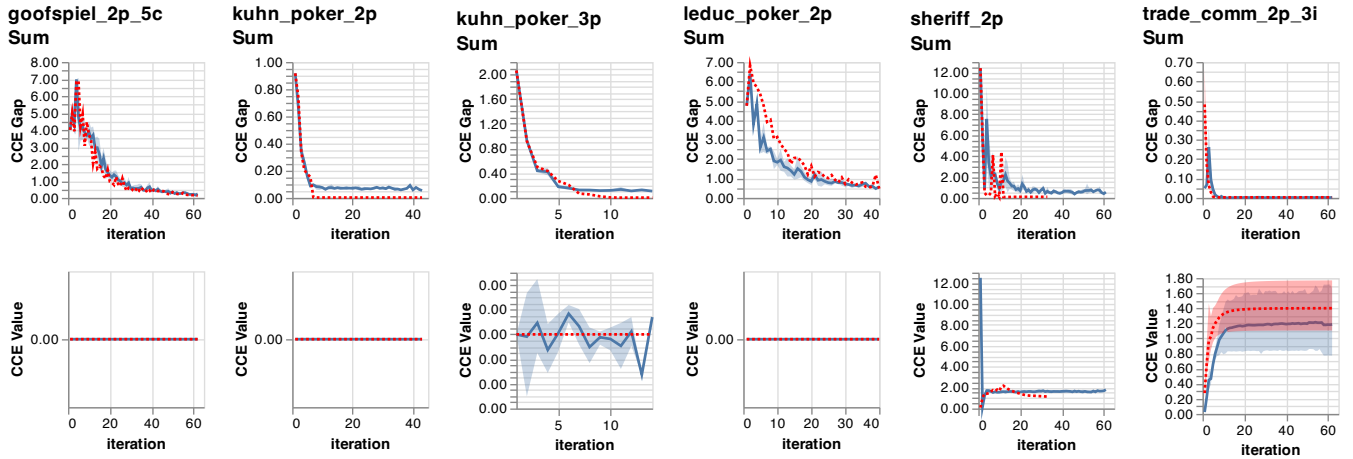 goofspiel_2p_5c
Sum
8.00
7.00
6.00
5.00
4.00
3.00
2.00
1.00
0.00
CCE Gap
0 20 40 60
iteration
kuhn_poker_2p
Sum
1.00
0.80
0.60
0.40
0.20
0.00
CCE Gap
0 20 40
iteration
kuhn_poker_3p
Sum
2.00
1.60
1.20
0.80
0.40
0.00
CCE Gap
5 10
iteration
leduc_poker_2p
Sum
7.00
6.00
5.00
4.00
3.00
2.00
1.00
0.00
CCE Gap
0 10 20 30 40
iteration
sheriff_2p
Sum
12.00
10.00
8.00
6.00
4.00
2.00
0.00
CCE Gap
0 20 40 60
iteration
trade_comm_2p_3i
Sum
0.70
0.60
0.50
0.40
0.30
0.20
0.10
0.00
CCE Gap
0 20 40 60
iteration
0.00
CCE Value
0 20 40 60
iteration
0.00
CCE Value
0 20 40
iteration
0.00
0.00
0.00
0.00
0.00
0.00
CCE Value
5 10
iteration
0.00
CCE Value
0 10 20 30 40
iteration
12.00
10.00
8.00
6.00
4.00
2.00
0.00
CCE Value
0 20 40 60
iteration
1.80
1.60
1.40
1.20
1.00
0.80
0.60
0.40
0.20
0.00
CCE Value
0 20 40 60
iteration